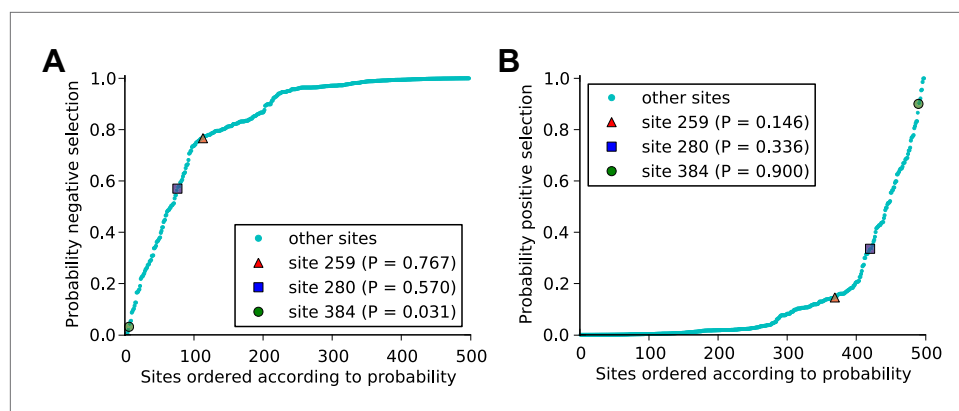 A
Probability negative selection
1.0
0.8
0.6
0.4
0.2
0.0
other sites
site 259 (P = 0.767)
site 280 (P = 0.570)
site 384 (P = 0.031)
0 100 200 300 400 500
Sites ordered according to probability
B
Probability positive selection
1.0
0.8
0.6
0.4
0.2
0.0
other sites
site 259 (P = 0.146)
site 280 (P = 0.336)
site 384 (P = 0.900)
0 100 200 300 400 500
Sites ordered according to probability